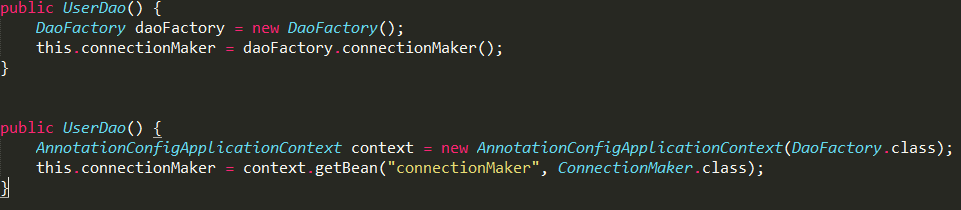 public UserDao() {
DaoFactory daoFactory = new DaoFactory();
this.connectionMaker = daoFactory.connectionMaker();
}
public UserDao() {
AnnotationConfigApplicationContext context = new AnnotationConfigApplicationContext(DaoFactory.class);
this.connectionMaker = context.getBean("connectionMaker", ConnectionMaker.class);
}